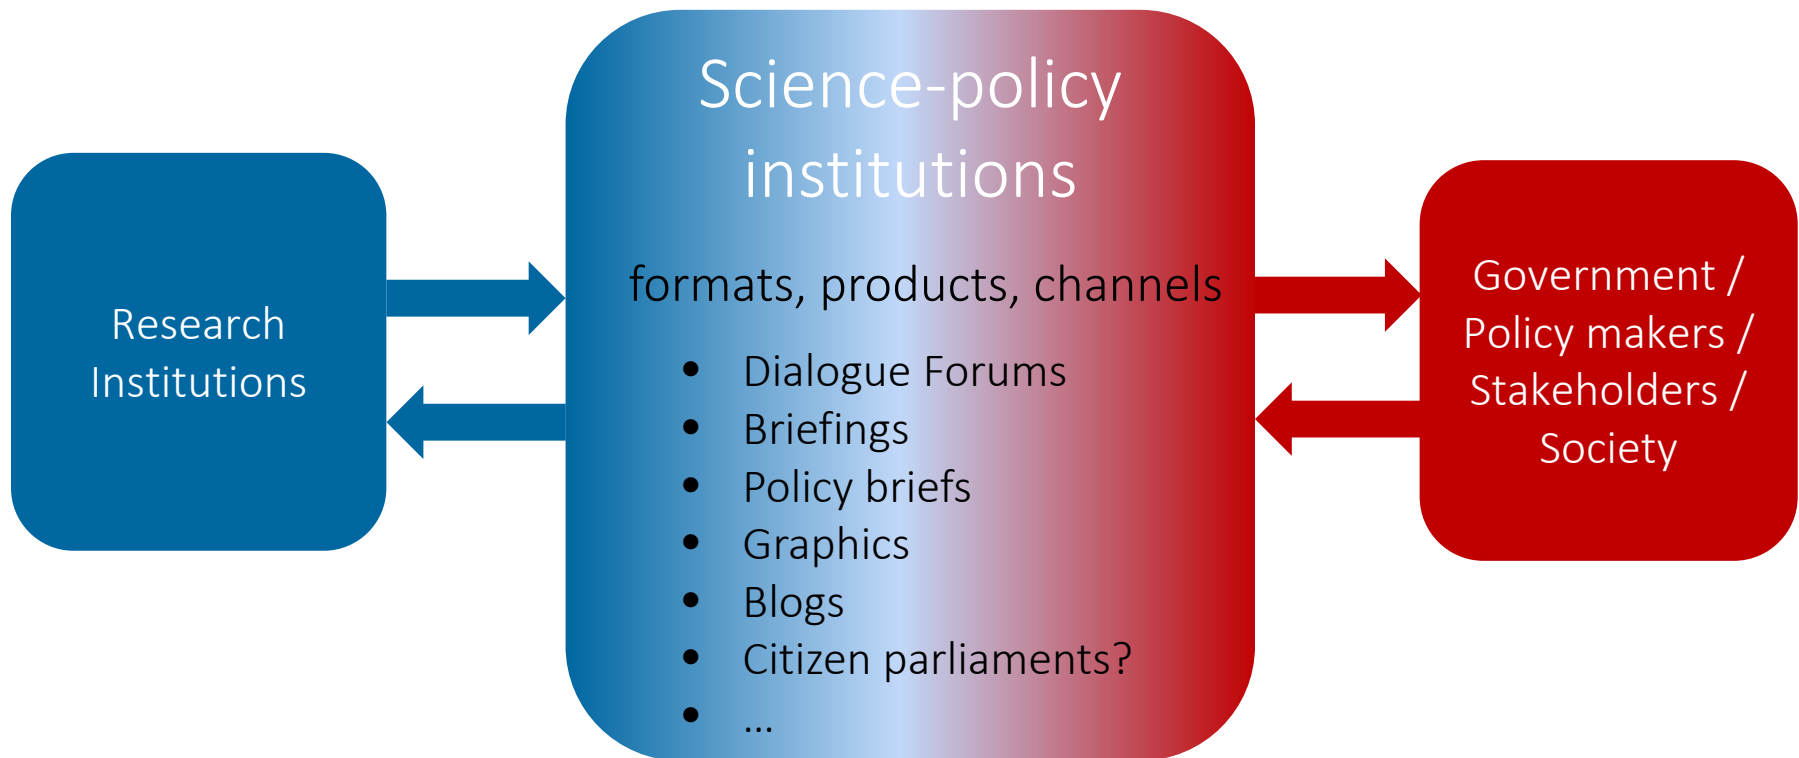 Science-policy
institutions
formats, products, channels
• Dialogue Forums
• Briefings
• Policy briefs
• Graphics
• Blogs
• Citizen parliaments?
• ...
Research
Institutions
Government /
Policy makers /
Stakeholders /
Society